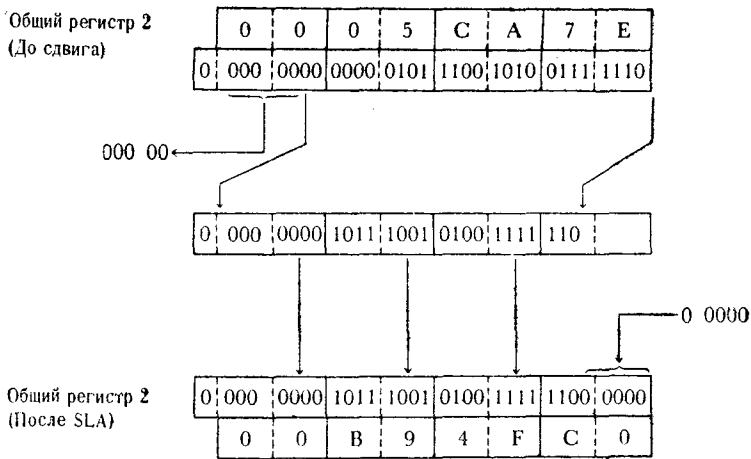 Общий регистр 2
(До сдвига)
0 0 0 5 C A 7 E
0 000 0000 0000 0101 1100 1010 0111 1110
000 00
0 000 0000 1011 1001 0100 1111 110
0 0000
Общий регистр 2
(После SLA)
0 000 0000 1011 1001 0100 1111 1100 0000
0 0 B 9 4 F C 0